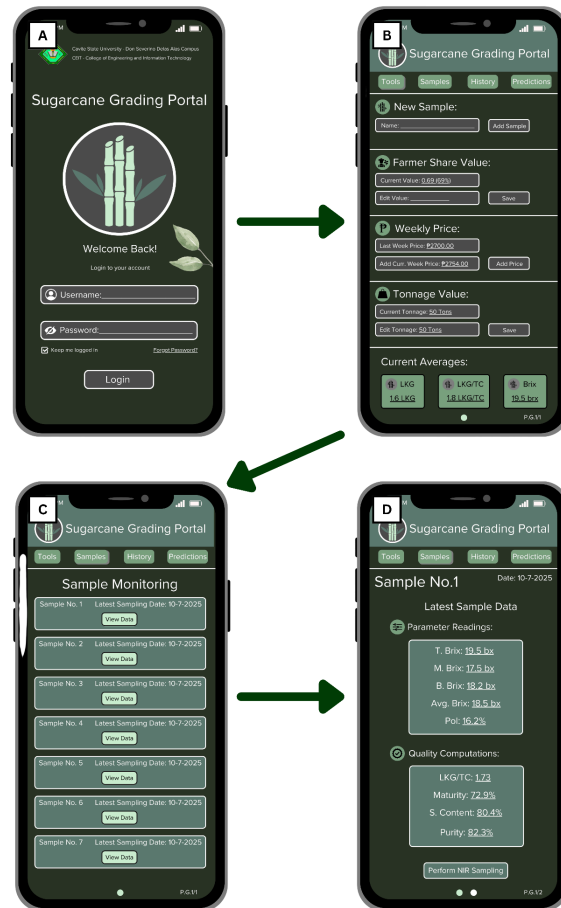 A
M
Cavite State University - Don Severino Delas Alas Campus
CEIT - College of Engineering and Information Technology
Sugarcane Grading Portal
Welcome Back!
Login to your account
Username:
Password:
Keep me logged in
Forgot Password?
Login
B
M
Sugarcane Grading Portal
Tools
Samples
History
Predictions
New Sample:
Name:
Add Sample
Farmer Share Value:
Current Value: 0.69 (69%)
Edit Value:
Save
Weekly Price:
Last Week Price: ₱2700.00
Add Curr. Week Price: ₱2754.00
Add Price
Tonnage Value:
Current Tonnage: 50 Tons
Edit Tonnage: 50 Tons
Save
Current Averages:
LKG
1.6 LKG
LKG/TC
1.8 LKG/TC
Brix
19.5 brx
P.G.1/1
C
M
Sugarcane Grading Portal
Tools
Samples
History
Predictions
Sample Monitoring
Sample No. 1 Latest Sampling Date: 10-7-2025
View Data
Sample No. 2 Latest Sampling Date: 10-7-2025
View Data
Sample No. 3 Latest Sampling Date: 10-7-2025
View Data
Sample No. 4 Latest Sampling Date: 10-7-2025
View Data
Sample No. 5 Latest Sampling Date: 10-7-2025
View Data
Sample No. 6 Latest Sampling Date: 10-7-2025
View Data
Sample No. 7 Latest Sampling Date: 10-7-2025
View Data
P.G.1/1
D
M
Sugarcane Grading Portal
Tools
Samples
History
Predictions
Sample No.1
Date: 10-7-2025
Latest Sample Data
Parameter Readings:
T. Brix: 19.5 bx
M. Brix: 17.5 bx
B. Brix: 18.2 bx
Avg. Brix: 18.5 bx
Pol: 16.2%
Quality Computations:
LKG/TC: 1.73
Maturity: 72.9%
S. Content: 80.4%
Purity: 82.3%
Perform NIR Sampling
P.G.1/2